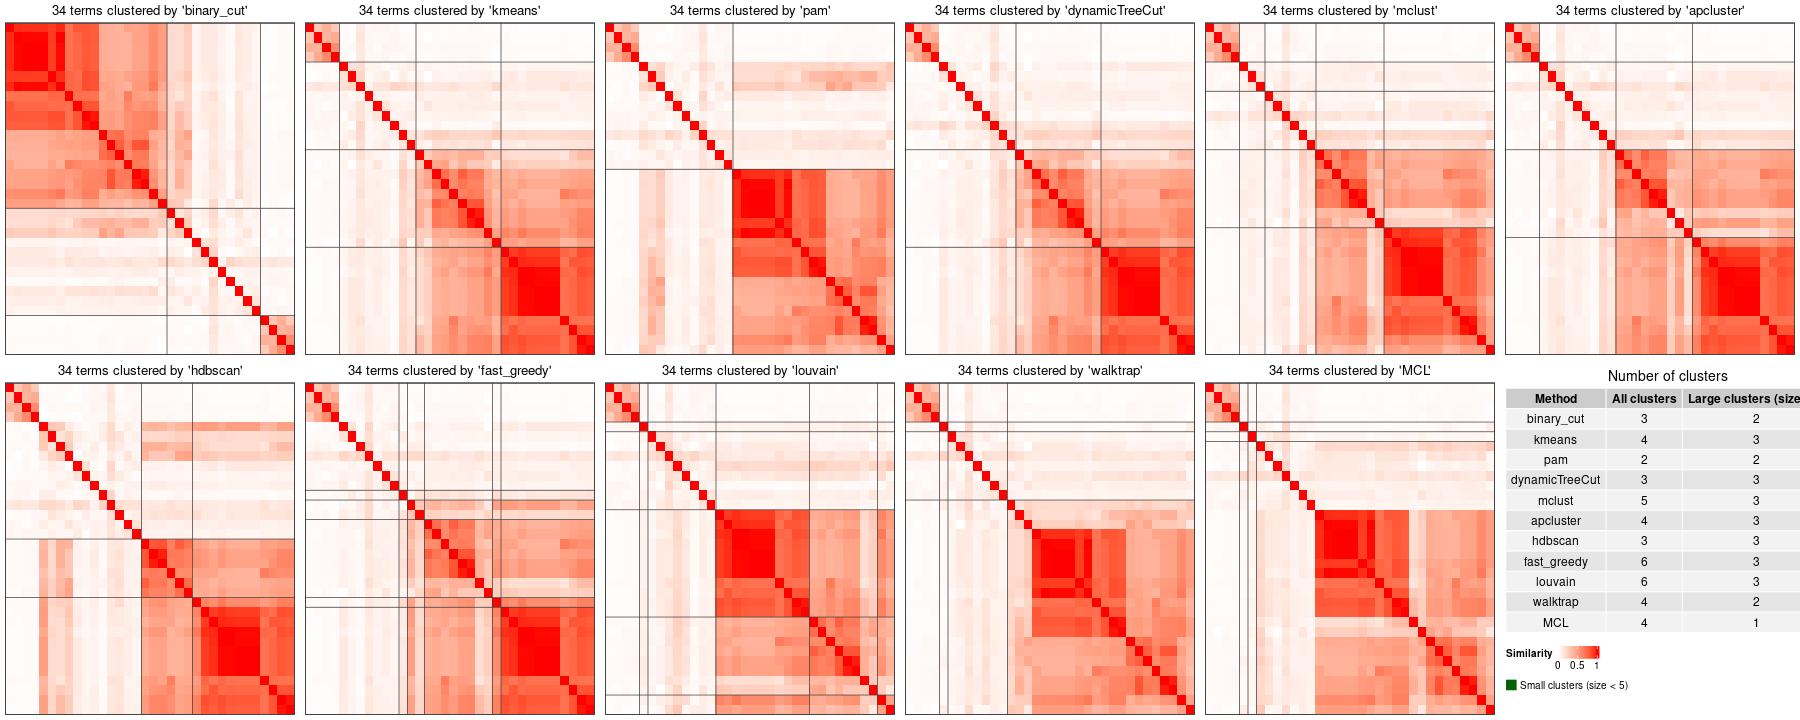 34 terms clustered by 'binary_cut'
34 terms clustered by 'kmeans'
34 terms clustered by 'pam'
34 terms clustered by 'dynamicTreeCut'
34 terms clustered by 'mclust'
34 terms clustered by 'apcluster'
34 terms clustered by 'hdbscan'
34 terms clustered by 'fast_greedy'
34 terms clustered by 'louvain'
34 terms clustered by 'walktrap'
34 terms clustered by 'MCL'
Number of clusters
Method All clusters Large clusters (size
binary_cut 3 2
kmeans 4 3
pam 2 2
dynamicTreeCut 3 3
mclust 5 3
apcluster 4 3
hdbscan 3 3
fast_greedy 6 3
louvain 6 3
walktrap 4 2
MCL 4 1
Similarity
0 0.5 1
Small clusters (size < 5)